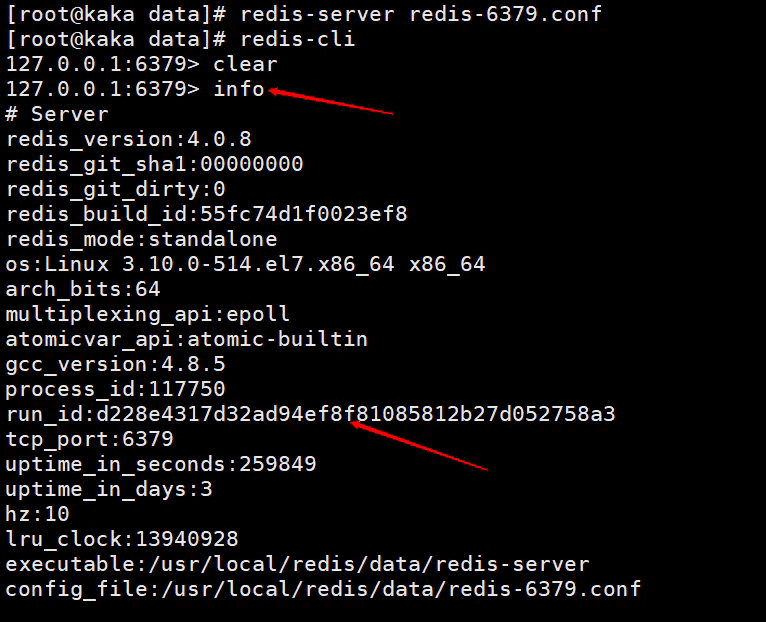 [root@kaka data]# redis-server redis-6379.conf
[root@kaka data]# redis-cli
127.0.0.1:6379> clear
127.0.0.1:6379> info
# Server
redis_version:4.0.8
redis_git_sha1:00000000
redis_git_dirty:0
redis_build_id:55fc74d1f0023ef8
redis_mode:standalone
os:Linux 3.10.0-514.el7.x86_64 x86_64
arch_bits:64
multiplexing_api:epoll
atomicvar_api:atomic-builtin
gcc_version:4.8.5
process_id:117750
run_id:d228e4317d32ad94ef8f81085812b27d052758a3
tcp_port:6379
uptime_in_seconds:259849
uptime_in_days:3
hz:10
lru_clock:13940928
executable:/usr/local/redis/data/redis-server
config_file:/usr/local/redis/data/redis-6379.conf